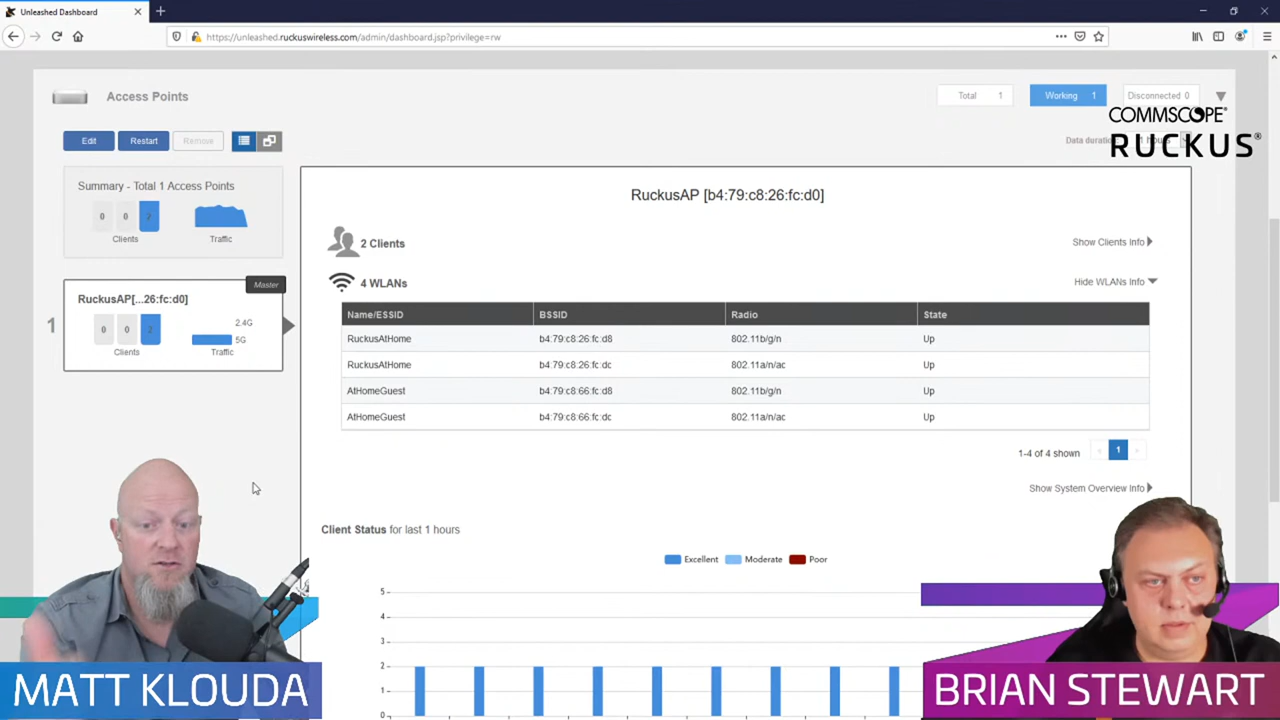 Unleashed Dashboard
https://unleashed.ruckuswireless.com/admin/dashboard.jsp?privilege=rw
Access Points
Total 1
Working 1
Disconnected 0
COMMSCOPE®
RUCKUS®
Edit
Restart
Remove
Data duration
Summary - Total 1 Access Points
0 0 2
Clients
Traffic
Master
1
RuckusAP[...26:fc:d0]
0 0 2
2.4G
5G
Clients
Traffic
RuckusAP [b4:79:c8:26:fc:d0]
2 Clients
Show Clients Info
4 WLANs
Hide WLANs Info
Name/ESSID BSSID Radio State
RuckusAtHome b4:79:c8:26:fc:d8 802.11b/g/n Up
RuckusAtHome b4:79:c8:26:fc:dc 802.11a/n/ac Up
AtHomeGuest b4:79:c8:66:fc:d8 802.11b/g/n Up
AtHomeGuest b4:79:c8:66:fc:dc 802.11a/n/ac Up
1-4 of 4 shown
« 1 »
Show System Overview Info
Client Status for last 1 hours
Excellent Moderate Poor
5
4
3
2
1
0
MATT KLOUDA
BRIAN STEWART